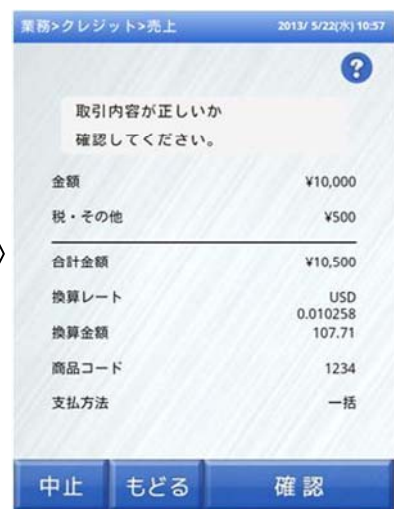 業務>クレジット>売上 2013/ 5/22(水) 10:57
?
取引内容が正しいか
確認してください。
金額 ¥10,000
税・その他 ¥500
合計金額 ¥10,500
換算レート USD
0.010258
換算金額 107.71
商品コード 1234
支払方法 一括
中止 もどる 確認